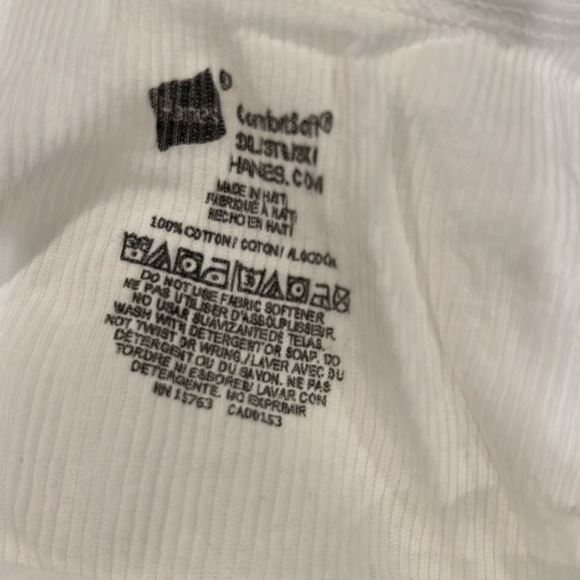 Hanes®
ComfortSoft®
HANES.COM
MADE IN HAITI
FABRIQUÉ À HAITI
HECHO EN HAITI
100% COTTON / COTON / ALGODÓN
DO NOT USE FABRIC SOFTENER
NE PAS UTILISER D'ASSOUPLISSEUR.
NO USAR SUAVIZANTE DE TELAS.
WASH WITH DETERGENT OR SOAP. DO
NOT TWIST OR WRING./LAVER AVEC DU
DÉTERGENT OU DU SAVON. NE PAS
TORDRE NI ESSORER/ LAVAR CON
DETERGENTE. NO EXPRIMIR
RN 15763 CA00153